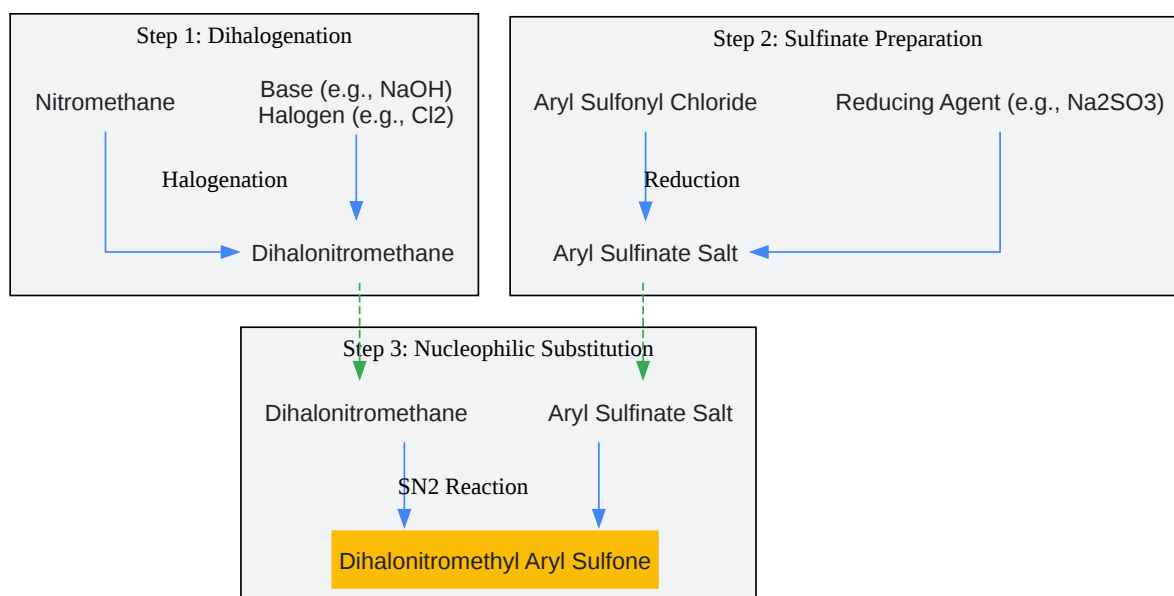 Step 1: Dihalogenation
Nitromethane
Base (e.g., NaOH)
Halogen (e.g., Cl2)
Halogenation
Dihalonitromethane
Step 2: Sulfinate Preparation
Aryl Sulfonyl Chloride
Reducing Agent (e.g., Na2SO3)
Reduction
Aryl Sulfinate Salt
Step 3: Nucleophilic Substitution
Dihalonitromethane
Aryl Sulfinate Salt
SN2 Reaction
Dihalonitromethyl Aryl Sulfone